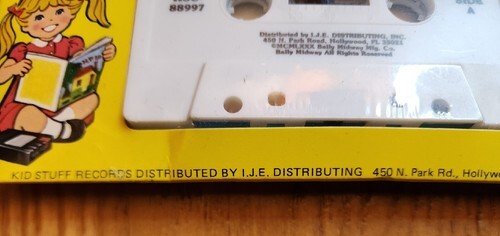 88997
A
Distributed by I.J.E. DISTRIBUTING, INC.
450 N. Park Road, Hollywood, FL 33021
©MCMLXXX Bally Midway Mfg. Co.
Bally Midway All Rights Reserved
KID STUFF RECORDS DISTRIBUTED BY I.J.E. DISTRIBUTING 450 N. Park Rd., Hollyw